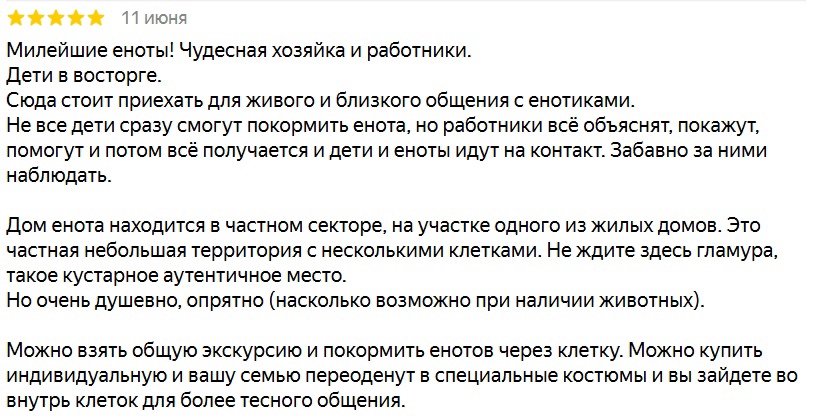 11 июня
Милейшие еноты! Чудесная хозяйка и работники.
Дети в восторге.
Сюда стоит приехать для живого и близкого общения с енотиками.
Не все дети сразу смогут покормить енота, но работники всё объяснят, покажут,
помогут и потом всё получается и дети и еноты идут на контакт. Забавно за ними
наблюдать.
Дом енота находится в частном секторе, на участке одного из жилых домов. Это
частная небольшая территория с несколькими клетками. Не ждите здесь гламура,
такое кустарное аутентичное место.
Но очень душевно, опрятно (насколько возможно при наличии животных).
Можно взять общую экскурсию и покормить енотов через клетку. Можно купить
индивидуальную и вашу семью переоденут в специальные костюмы и вы зайдете во
внутрь клеток для более тесного общения.